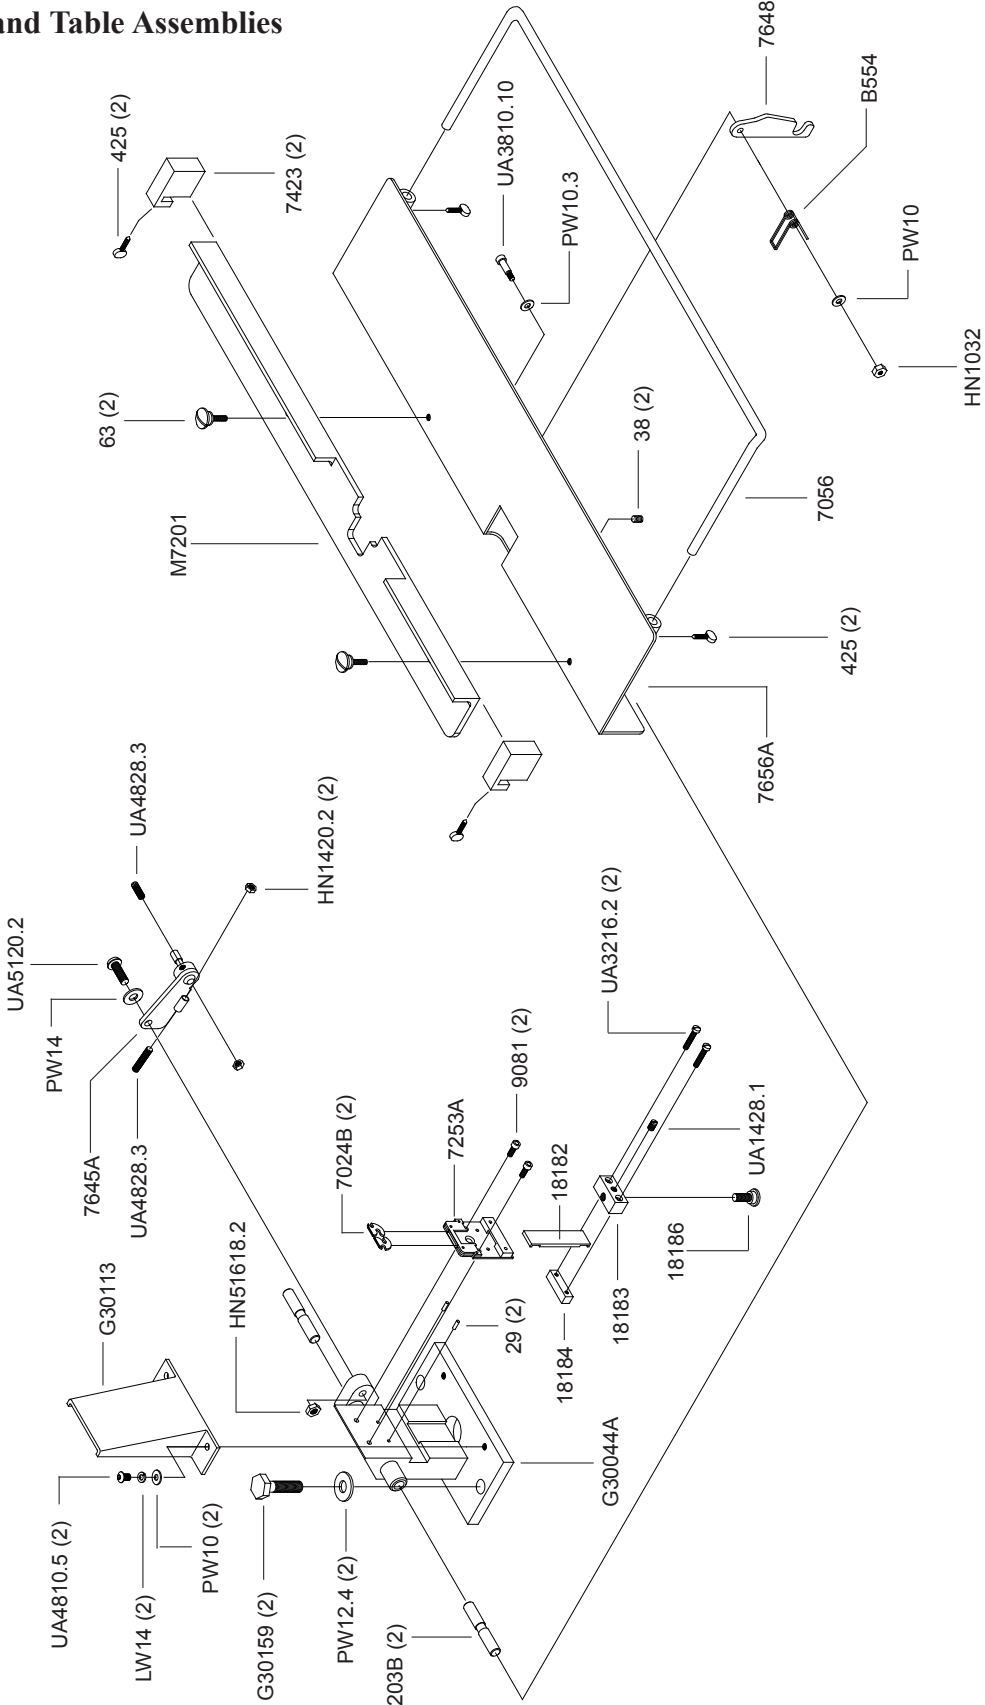 and Table Assemblies
425 (2)
7423 (2)
UA3810.10
PW10.3
7648
B554
PW10
HN1032
63 (2)
M7201
38 (2)
7056
425 (2)
7656A
UA4828.3
HN1420.2 (2)
UA5120.2
PW14
7645A
UA4828.3
UA3216.2 (2)
9081 (2)
7024B (2)
7253A
18182
UA1428.1
18186
18183
18184
29 (2)
HN51618.2
G30113
G30044A
UA4810.5 (2)
LW14 (2)
PW10 (2)
G30159 (2)
PW12.4 (2)
203B (2)